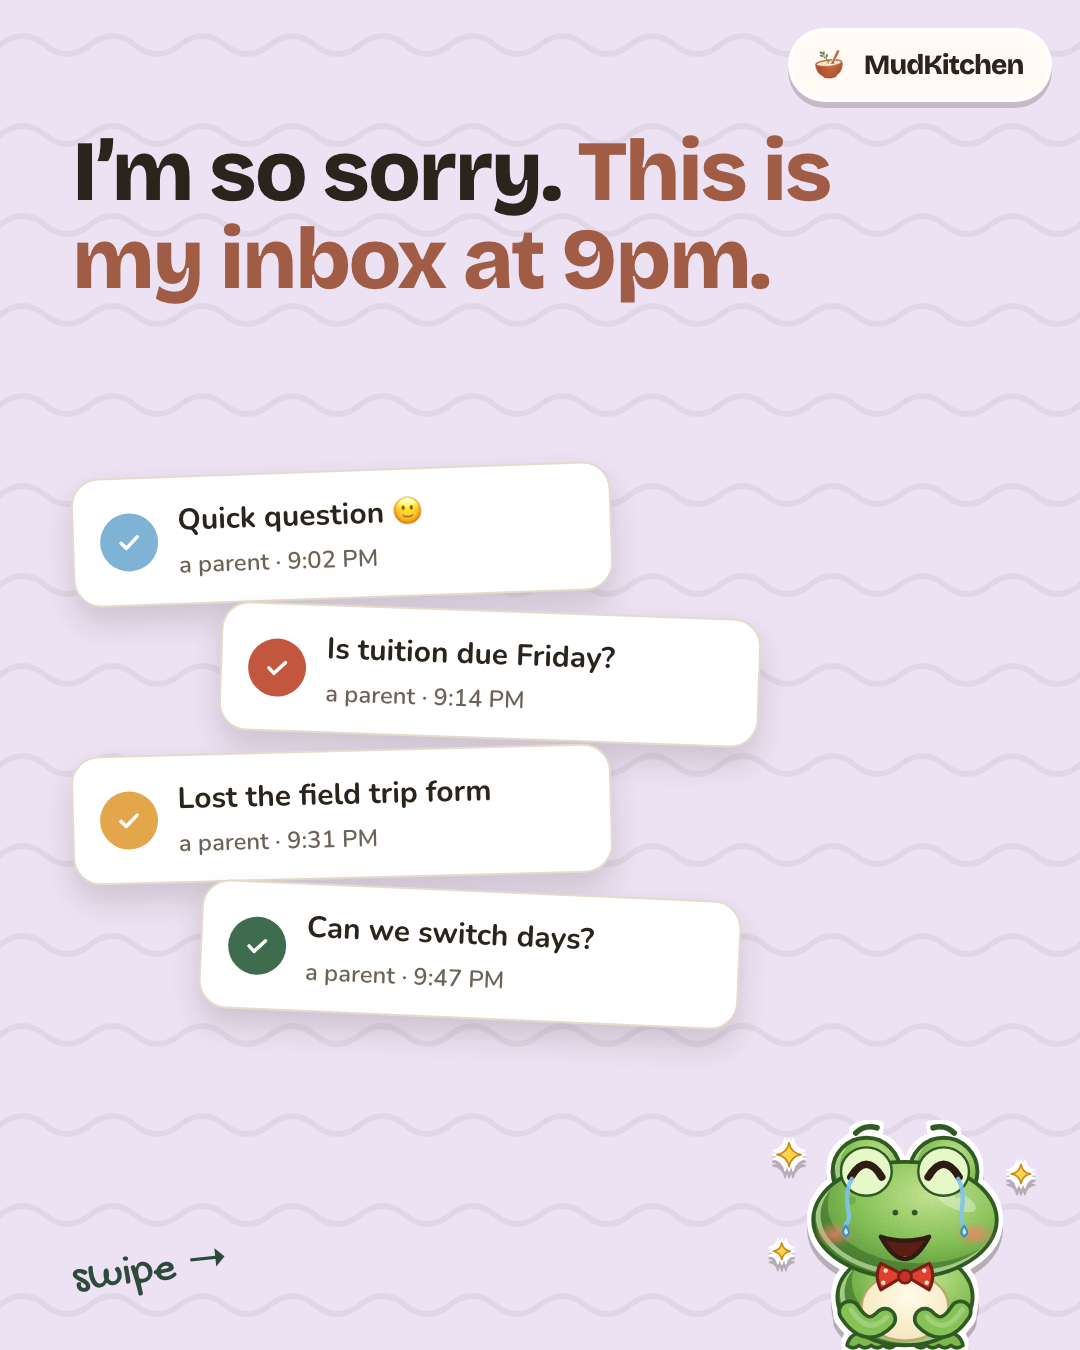 MudKitchen
I'm so sorry. This is
my inbox at 9pm.
Quick question 🙂
a parent · 9:02 PM
Is tuition due Friday?
a parent · 9:14 PM
Lost the field trip form
a parent · 9:31 PM
Can we switch days?
a parent · 9:47 PM
swipe →